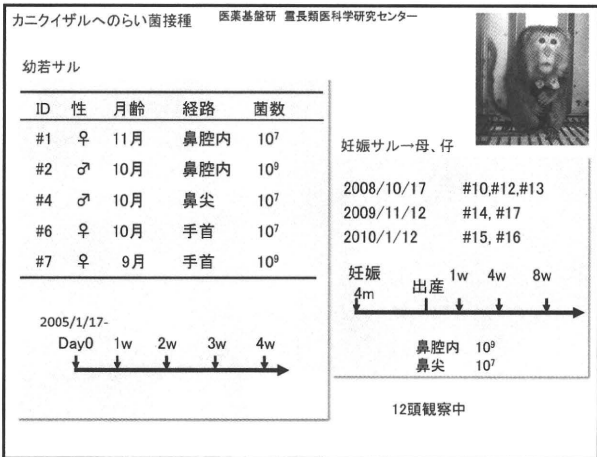 カニクイザルへのらい菌接種 医薬基盤研 霊長類医科学研究センター
幼若サル
ID 性 月齢 経路 菌数
#1 ♀ 11月 鼻腔内 10⁷
#2 ♂ 10月 鼻腔内 10⁹
#4 ♂ 10月 鼻尖 10⁷
#6 ♀ 10月 手首 10⁷
#7 ♀ 9月 手首 10⁹
2005/1/17-
Day0 1w 2w 3w 4w
妊娠サル→母、仔
2008/10/17 #10,#12,#13
2009/11/12 #14, #17
2010/1/12 #15, #16
妊娠 出産 1w 4w 8w
4m
鼻腔内 10⁹
鼻尖 10⁷
12頭観察中